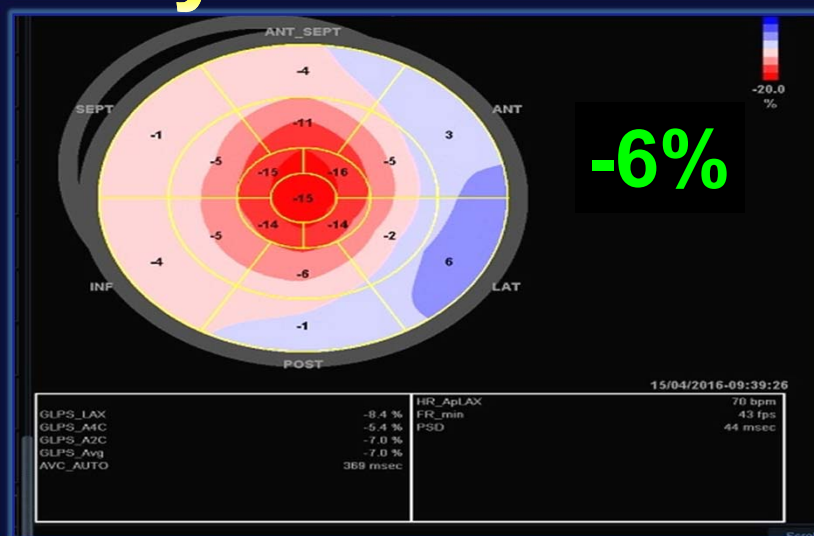 ANT_SEPT
-4
-20.0
%
SEPT
ANT
-1
-11
3
-5
-5
-6%
-15
-16
-15
-14
-14
-5
-2
-4
6
-6
INF
LAT
-1
POST
15/04/2016-09:39:26
GLPS_LAX -8.4 %
GLPS_A4C -5.4 %
GLPS_A2C -7.0 %
GLPS_Avg -7.0 %
AVC_AUTO 369 msec
HR_ApLAX 70 bpm
FR_min 43 fps
PSD 44 msec